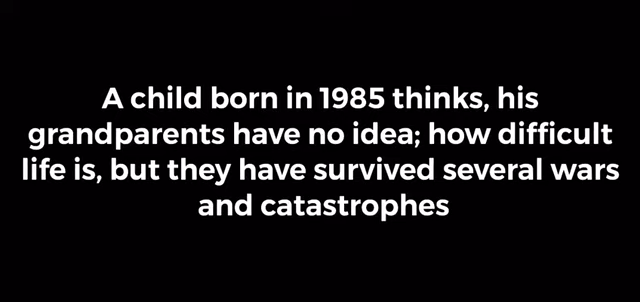 A child born in 1985 thinks, his
grandparents have no idea; how difficult
life is, but they have survived several wars
and catastrophes